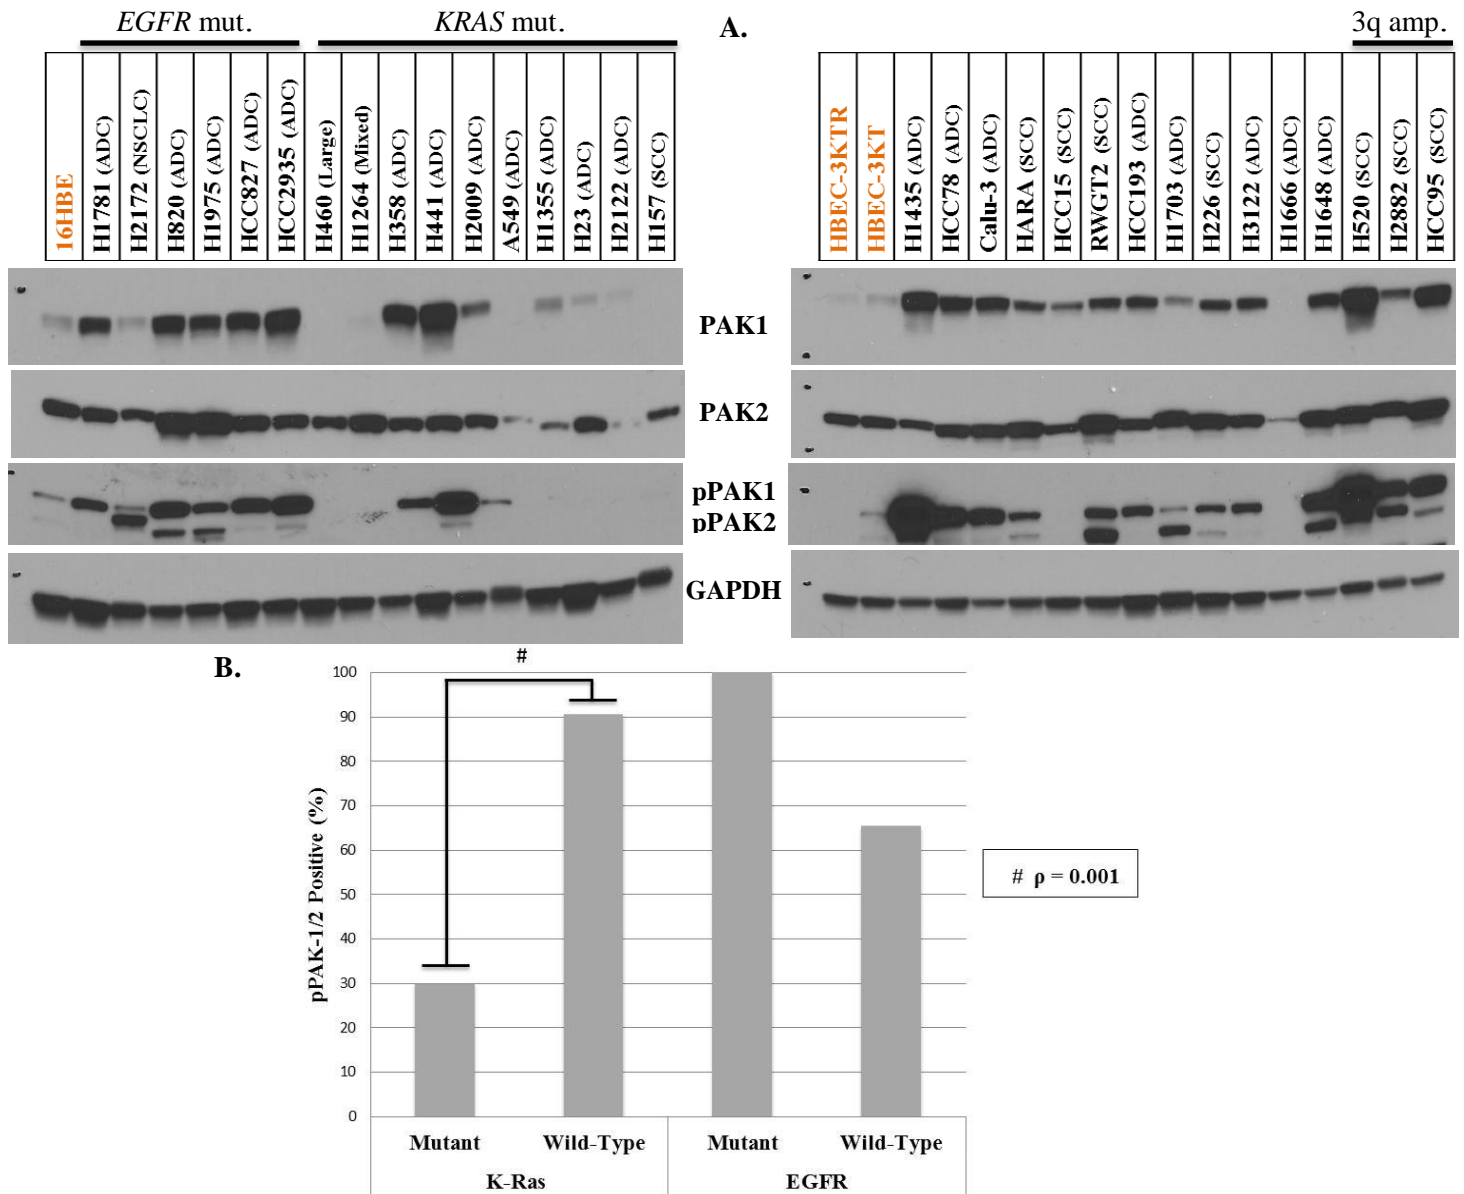 EGFR mut.
KRAS mut.
A.
3q amp.
16HBE
H1781 (ADC)
H2172 (NSCLC)
H820 (ADC)
H1975 (ADC)
HCC827 (ADC)
HCC2935 (ADC)
H460 (Large)
H1264 (Mixed)
H358 (ADC)
H441 (ADC)
H2009 (ADC)
A549 (ADC)
H1355 (ADC)
H23 (ADC)
H2122 (ADC)
H157 (SCC)
HBEC-3KTR
HBEC-3KT
H1435 (ADC)
HCC78 (ADC)
Calu-3 (ADC)
HARA (SCC)
HCC15 (SCC)
RWGT2 (SCC)
HCC193 (ADC)
H1703 (ADC)
H226 (SCC)
H3122 (ADC)
H1666 (ADC)
H1648 (ADC)
H520 (SCC)
H2882 (SCC)
HCC95 (SCC)
PAK1
PAK2
pPAK1
pPAK2
GAPDH
B.
#
pPAK-1/2 Positive (%)
100
90
80
70
60
50
40
30
20
10
0
# ρ = 0.001
Mutant
Wild-Type
Mutant
Wild-Type
K-Ras
EGFR